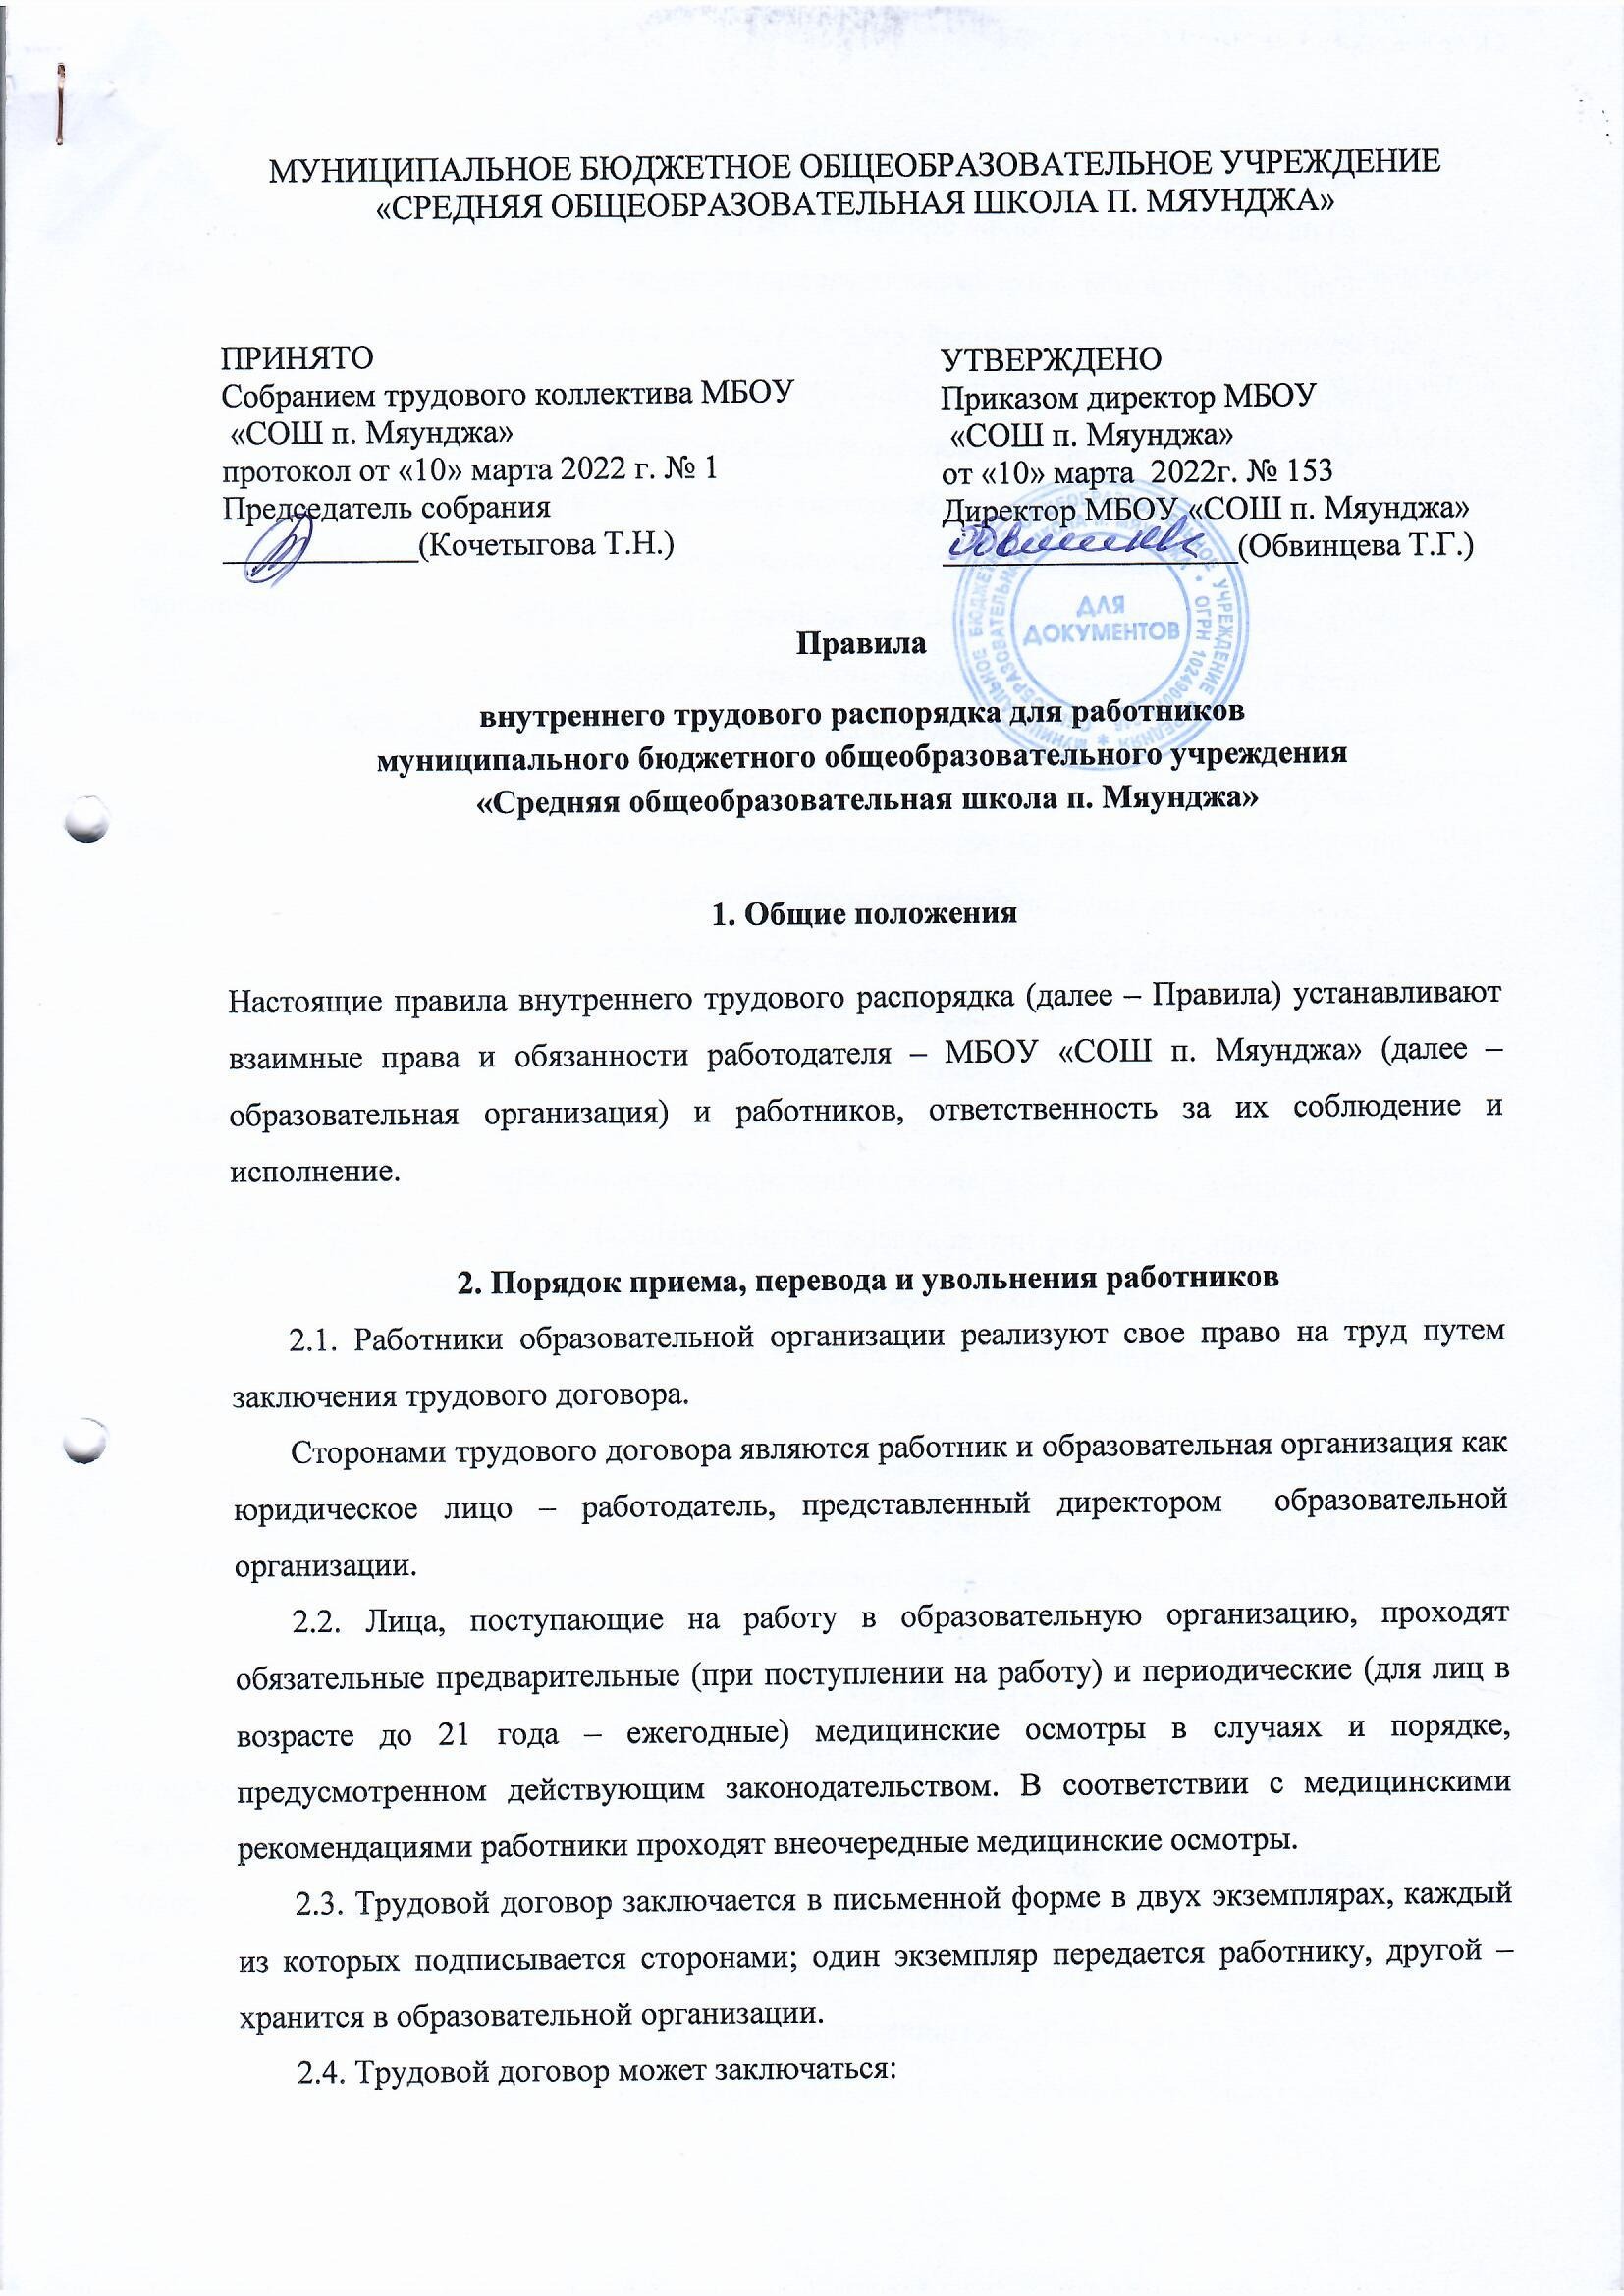 МУНИЦИПАЛЬНОЕ БЮДЖЕТНОЕ ОБЩЕОБРАЗОВАТЕЛЬНОЕ УЧРЕЖДЕНИЕ
«СРЕДНЯЯ ОБЩЕОБРАЗОВАТЕЛЬНАЯ ШКОЛА П. МЯУНДЖА»
ПРИНЯТО
Собранием трудового коллектива МБОУ
«СОШ п. Мяунджа»
протокол от «10» марта 2022 г. № 1
Председатель собрания
____________(Кочетыгова Т.Н.)
УТВЕРЖДЕНО
Приказом директор МБОУ
«СОШ п. Мяунджа»
от «10» марта 2022г. № 153
Директор МБОУ «СОШ п. Мяунджа»
__________________(Обвинцева Т.Г.)
ДЛЯ
ДОКУМЕНТОВ
Правила
внутреннего трудового распорядка для работников
муниципального бюджетного общеобразовательного учреждения
«Средняя общеобразовательная школа п. Мяунджа»
1. Общие положения
Настоящие правила внутреннего трудового распорядка (далее – Правила) устанавливают
взаимные права и обязанности работодателя – МБОУ «СОШ п. Мяунджа» (далее –
образовательная организация) и работников, ответственность за их соблюдение и
исполнение.
2. Порядок приема, перевода и увольнения работников
2.1. Работники образовательной организации реализуют свое право на труд путем
заключения трудового договора.
Сторонами трудового договора являются работник и образовательная организация как
юридическое лицо – работодатель, представленный директором образовательной
организации.
2.2. Лица, поступающие на работу в образовательную организацию, проходят
обязательные предварительные (при поступлении на работу) и периодические (для лиц в
возрасте до 21 года – ежегодные) медицинские осмотры в случаях и порядке,
предусмотренном действующим законодательством. В соответствии с медицинскими
рекомендациями работники проходят внеочередные медицинские осмотры.
2.3. Трудовой договор заключается в письменной форме в двух экземплярах, каждый
из которых подписывается сторонами; один экземпляр передается работнику, другой –
хранится в образовательной организации.
2.4. Трудовой договор может заключаться: